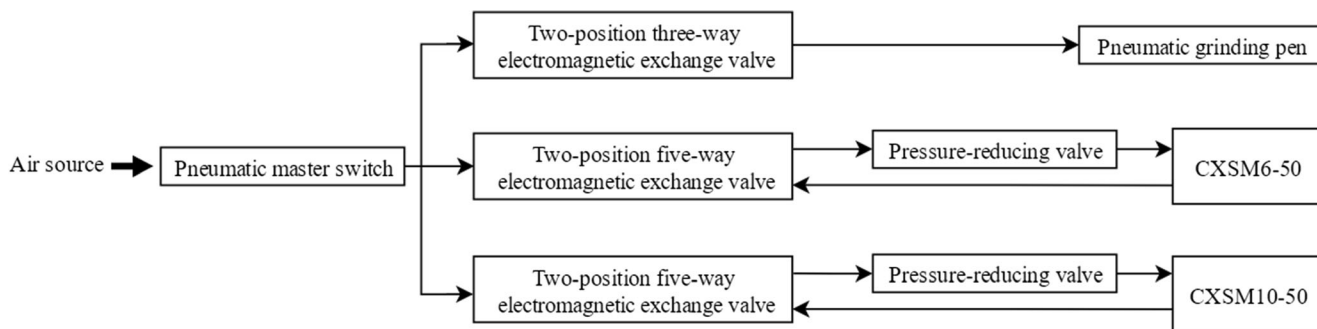 Two-position three-way
electromagnetic exchange valve
Pneumatic grinding pen
Air source
Pneumatic master switch
Two-position five-way
electromagnetic exchange valve
Pressure-reducing valve
CXSM6-50
Two-position five-way
electromagnetic exchange valve
Pressure-reducing valve
CXSM10-50